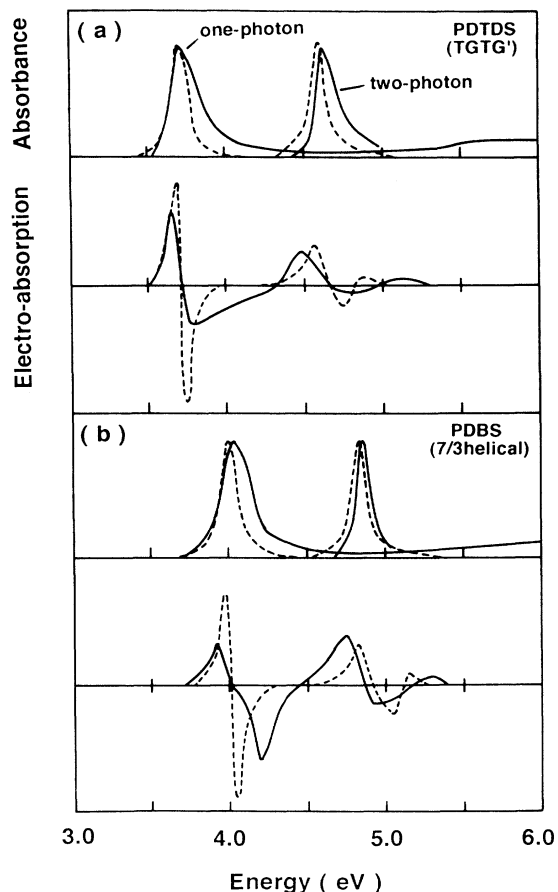 ( a )
one-photon
PDTDS
(TGTG')
two-photon
Absorbance
Electro-absorption
( b )
PDBS
(7/3helical)
3.0 4.0 5.0 6.0
Energy ( eV )